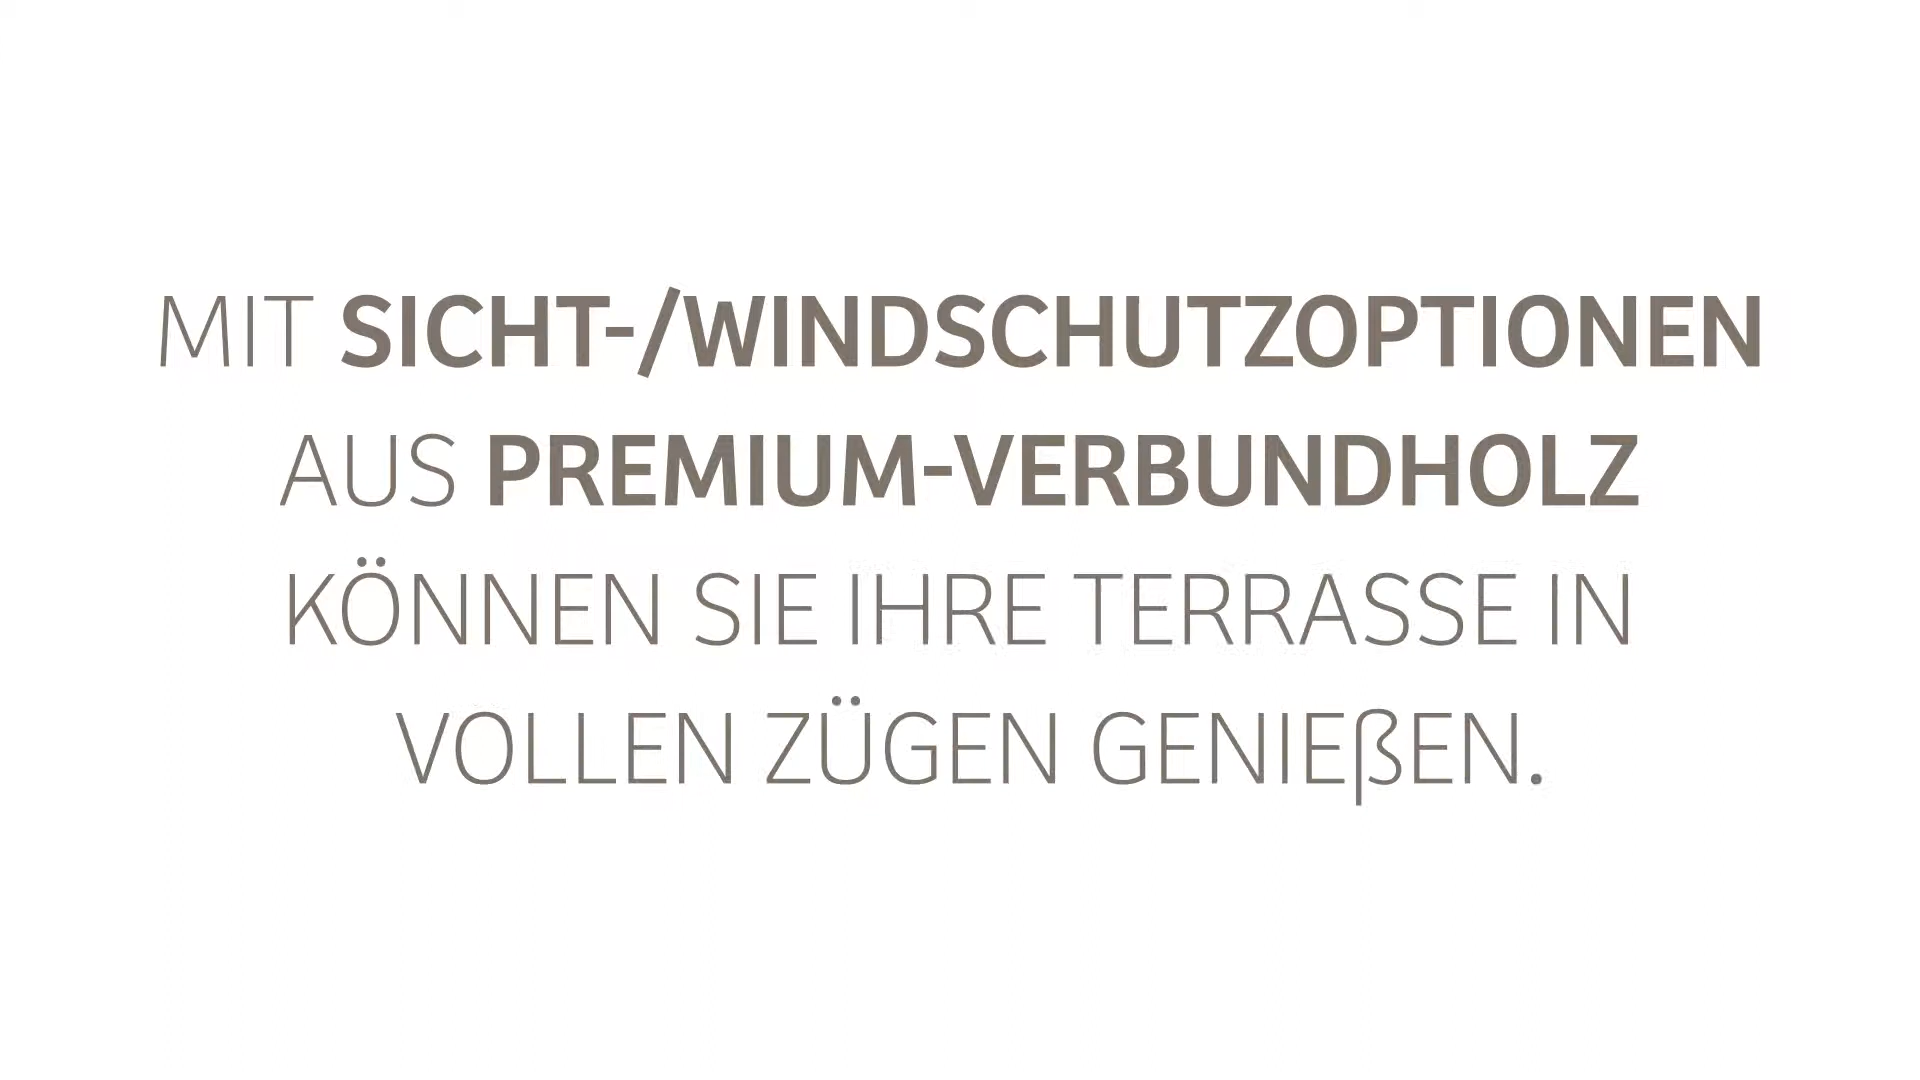 MIT SICHT-/WINDSCHUTZOPTIONEN
AUS PREMIUM-VERBUNDHOLZ
KÖNNEN SIE IHRE TERRASSE IN
VOLLEN ZÜGEN GENIEßEN.